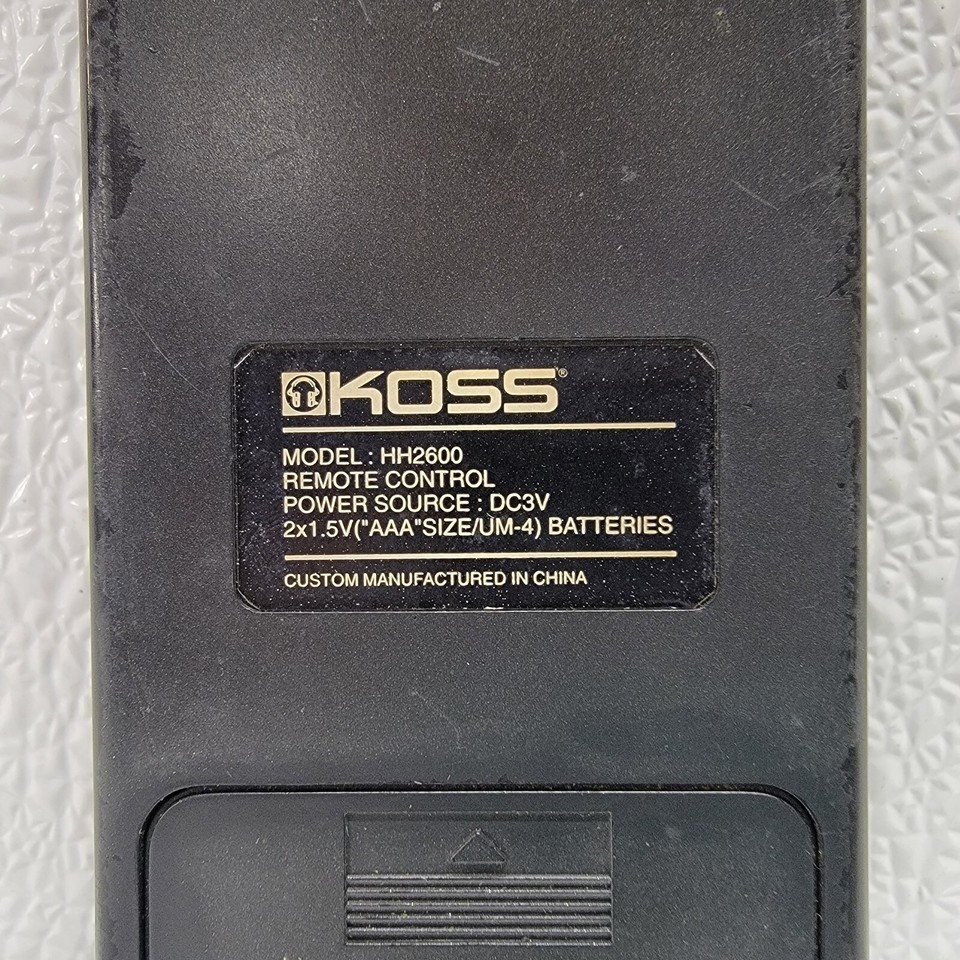 KOSS®
MODEL : HH2600
REMOTE CONTROL
POWER SOURCE : DC3V
2x1.5V("AAA"SIZE/UM-4) BATTERIES
CUSTOM MANUFACTURED IN CHINA